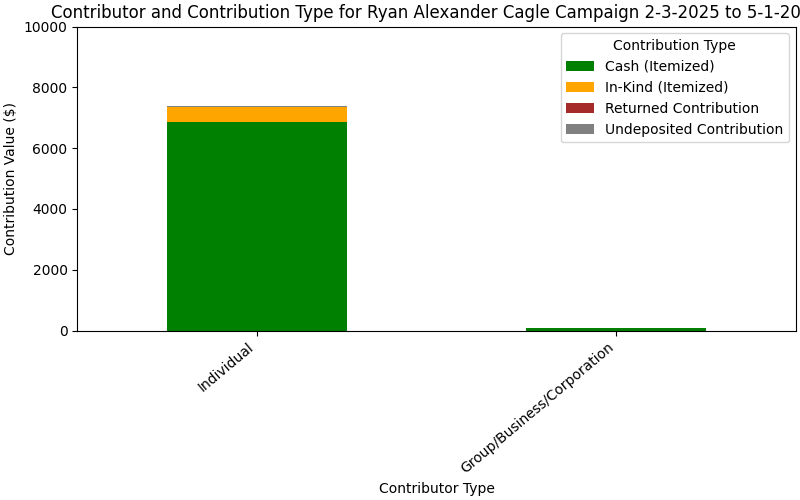 Contributor and Contribution Type for Ryan Alexander Cagle Campaign 2-3-2025 to 5-1-20
Contribution Value ($)
10000
8000
6000
4000
2000
0
Contribution Type
Cash (Itemized)
In-Kind (Itemized)
Returned Contribution
Undeposited Contribution
Individual
Group/Business/Corporation
Contributor Type